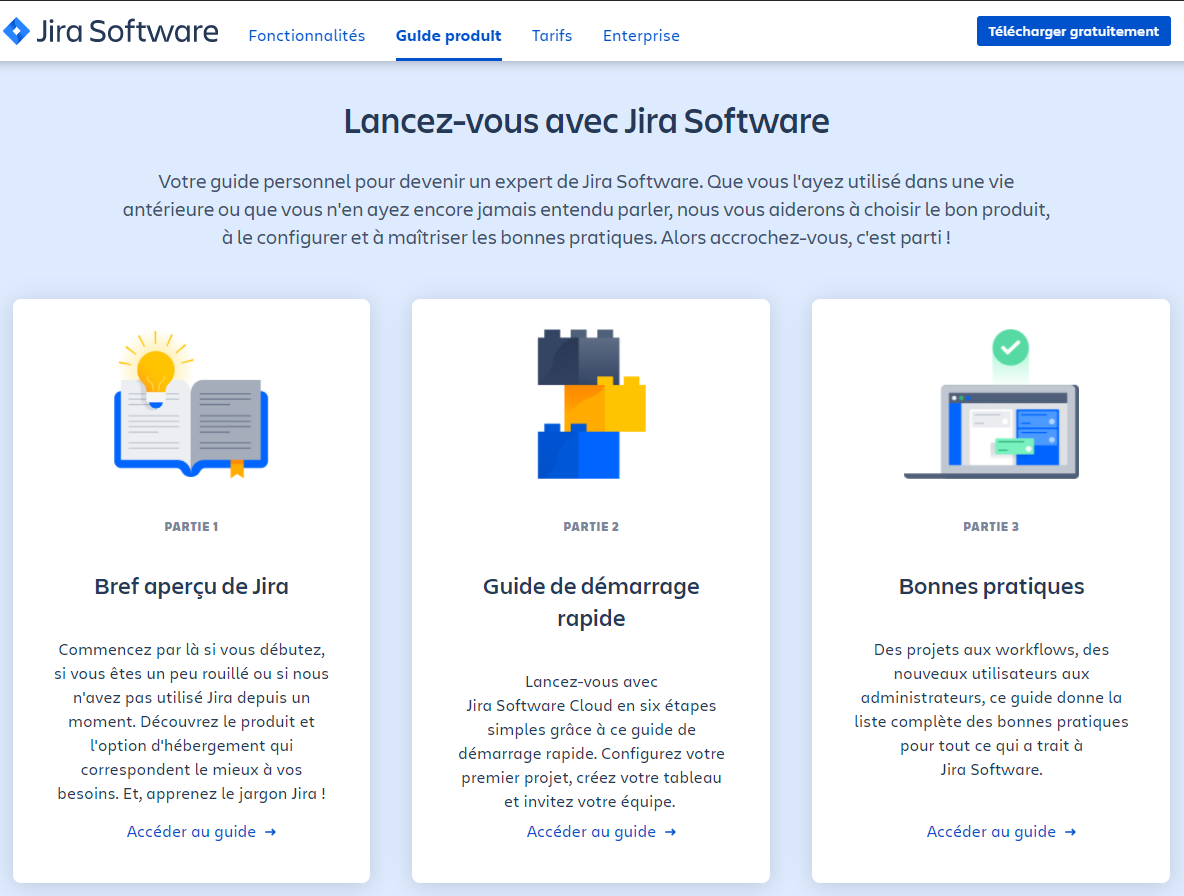 Jira Software
Fonctionnalités
Guide produit
Tarifs
Enterprise
Télécharger gratuitement
Lancez-vous avec Jira Software
Votre guide personnel pour devenir un expert de Jira Software. Que vous l'ayez utilisé dans une vie
antérieure ou que vous n'en ayez encore jamais entendu parler, nous vous aiderons à choisir le bon produit,
à le configurer et à maîtriser les bonnes pratiques. Alors accrochez-vous, c'est parti !
PARTIE 1
Bref aperçu de Jira
Commencez par là si vous débutez,
si vous êtes un peu rouillé ou si nous
n'avez pas utilisé Jira depuis un
moment. Découvrez le produit et
l'option d'hébergement qui
correspondent le mieux à vos
besoins. Et, apprenez le jargon Jira !
Accéder au guide →
PARTIE 2
Guide de démarrage
rapide
Lancez-vous avec
Jira Software Cloud en six étapes
simples grâce à ce guide de
démarrage rapide. Configurez votre
premier projet, créez votre tableau
et invitez votre équipe.
Accéder au guide →
PARTIE 3
Bonnes pratiques
Des projets aux workflows, des
nouveaux utilisateurs aux
administrateurs, ce guide donne la
liste complète des bonnes pratiques
pour tout ce qui a trait à
Jira Software.
Accéder au guide →